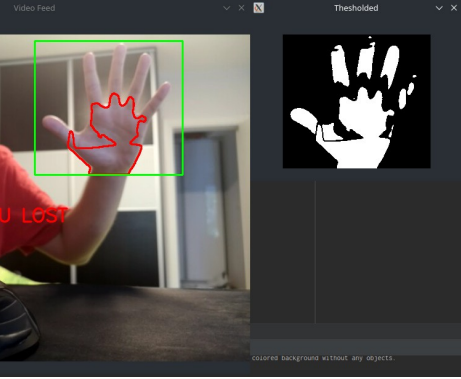 Video Feed
Thesholded
U LOST
colored background without any objects.